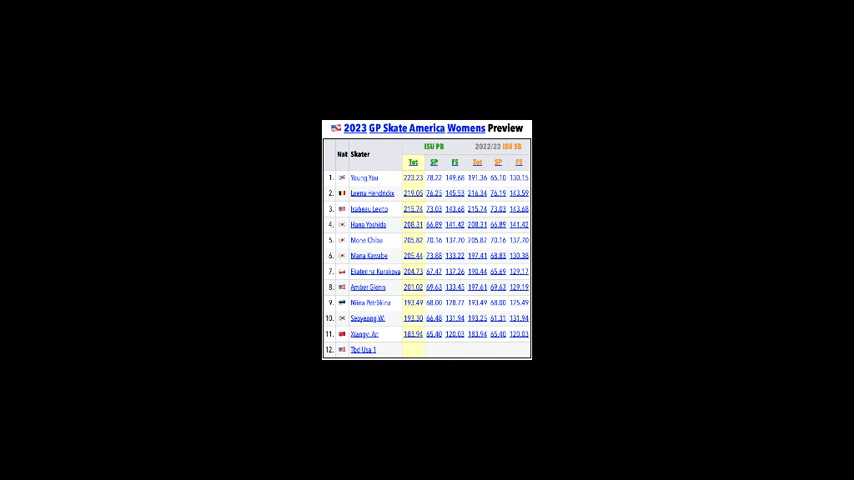 2023 GP Skate America Womens Preview
ISU PB 2022/23 ISU SB
Nat Skater
Tot SP FS Tot SP FS
1. Young You 223.23 78.22 149.68 191.36 65.10 130.15
2. Loena Hendrickx 219.05 76.25 145.53 216.34 76.19 143.59
3. Isabeau Levito 215.74 73.03 143.68 215.74 73.03 143.68
4. Hana Yoshida 208.31 66.89 141.42 208.31 66.89 141.42
5. Mone Chiba 205.82 70.16 137.70 205.82 70.16 137.70
6. Mana Kawabe 205.44 73.88 133.22 197.41 68.83 130.38
7. Ekaterina Kurakova 204.73 67.47 137.26 190.44 65.69 129.17
8. Amber Glenn 201.02 69.63 133.45 197.61 69.63 129.19
9. Niina Petrõkina 193.49 68.00 128.27 193.49 68.00 125.49
10. Seoyeong W. 193.30 66.48 131.94 193.25 61.31 131.94
11. Xiangy. An 183.94 65.40 120.03 183.94 65.40 120.03
12. Tbd Usa 1